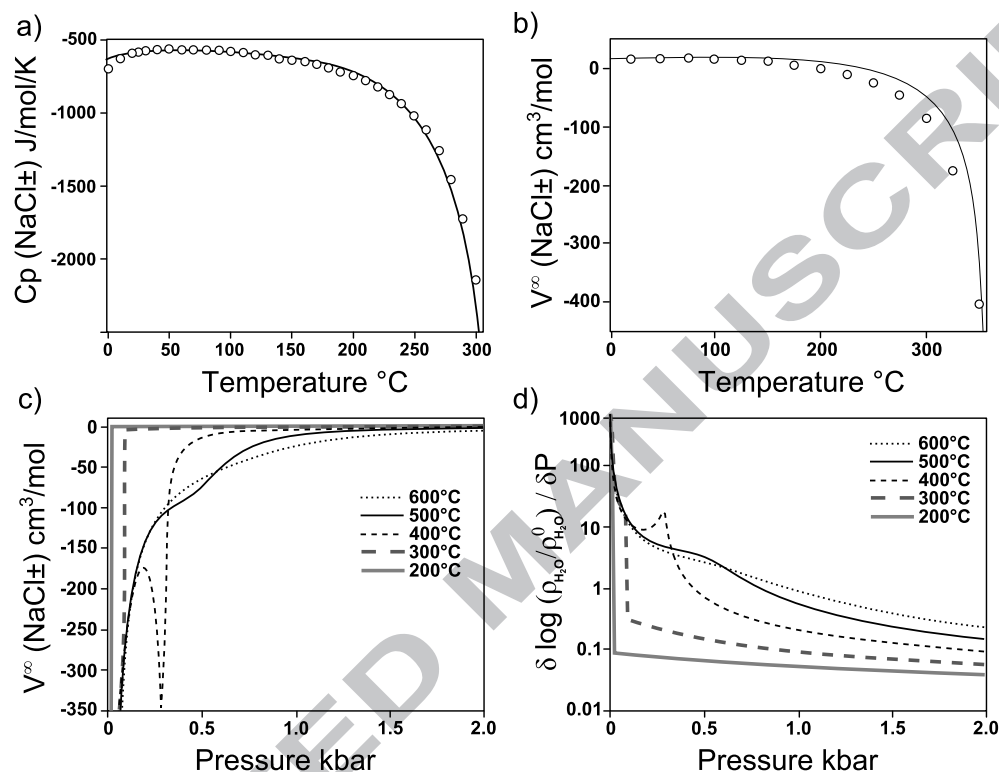 a)
-500
-1000
-1500
-2000
Cp (NaCl±) J/mol/K
0 50 100 150 200 250 300
Temperature °C
b)
0
-100
-200
-300
-400
V∞ (NaCl±) cm³/mol
0 100 200 300
Temperature °C
c)
0
-50
-100
-150
-200
-250
-300
-350
V∞ (NaCl±) cm³/mol
600°C
500°C
400°C
300°C
200°C
0 0.5 1.0 1.5 2.0
Pressure kbar
d)
1000
100
10
1
0.1
0.01
δ log (ρH₂O/ρ⁰H₂O) / δP
600°C
500°C
400°C
300°C
200°C
0 0.5 1.0 1.5 2.0
Pressure kbar
ED MANUSCRI